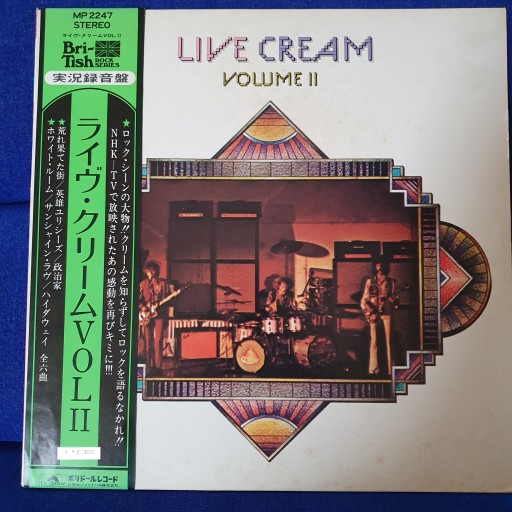 MP 2247
STEREO
ライヴ・クリームVOL.II
Bri-
Tish
ROCK
SERIES
実況録音盤
LIVE CREAM
VOLUME II
★ロック・シーンの大物!!クリームを知らずしてロックを語るなかれ!!
NHK－TVで放映されたあの感動を再びキミに!!!
ライヴ・クリームVOL II
★荒れ果てた街/英雄ユリシーズ/政治家
★ホワイト・ルーム/サンシャイン・ラヴ/ハイダウェイ 全六曲
¥2,300
ポリドールレコード